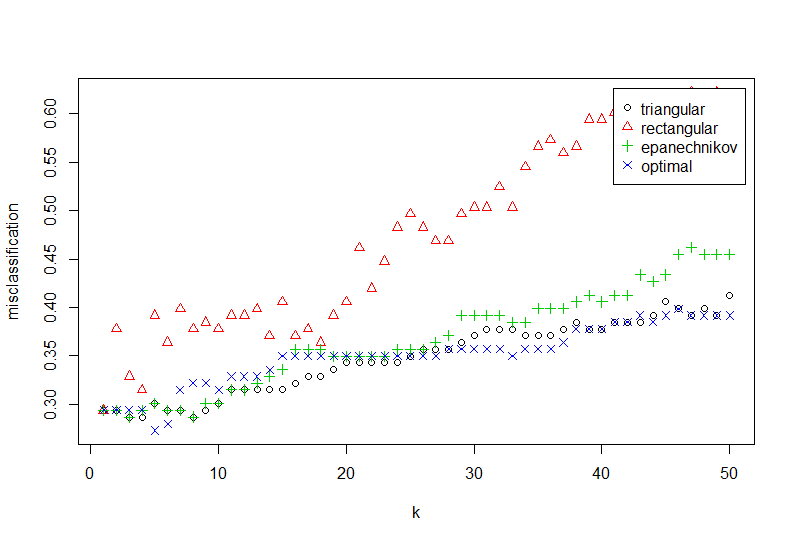 0.60
0.55
0.50
0.45
0.40
0.35
0.30
misclassification
triangular
rectangular
epanechnikov
optimal
0 10 20 30 40 50
k